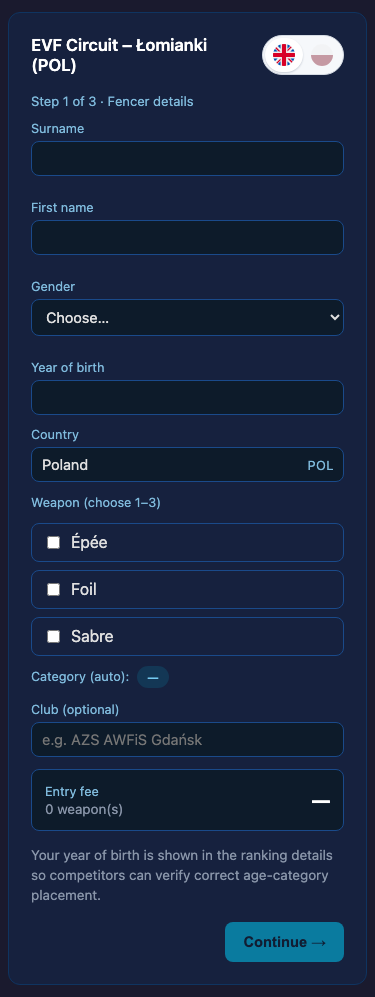 EVF Circuit – Łomianki
(POL)
Step 1 of 3 · Fencer details
Surname
First name
Gender
Choose...
Year of birth
Country
Poland POL
Weapon (choose 1–3)
Épée
Foil
Sabre
Category (auto): —
Club (optional)
e.g. AZS AWFiS Gdańsk
Entry fee
0 weapon(s) —
Your year of birth is shown in the ranking details
so competitors can verify correct age-category
placement.
Continue →